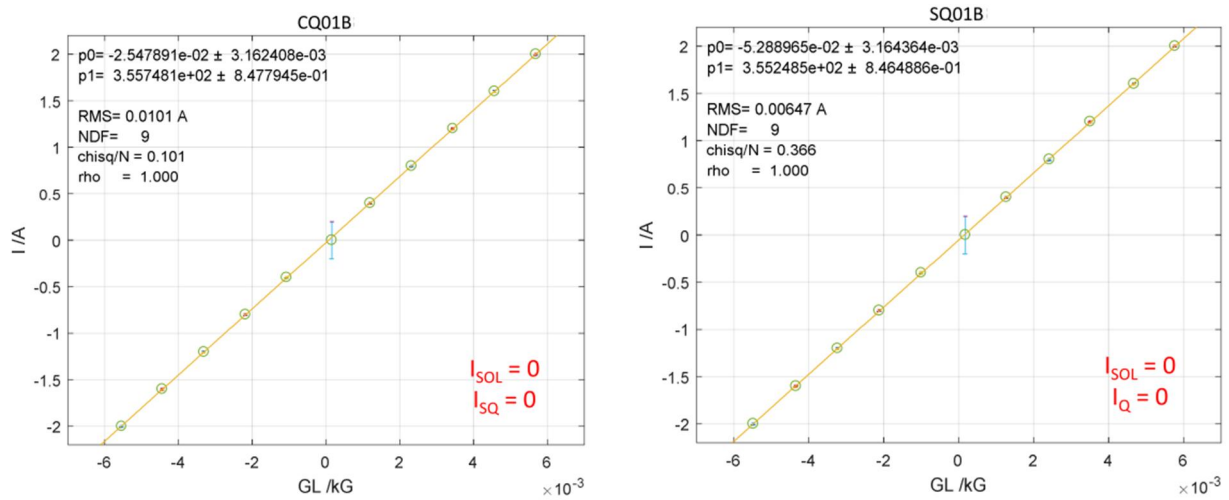 CQ01B
p0= -2.547891e-02 ± 3.162408e-03
p1= 3.557481e+02 ± 8.477945e-01
RMS= 0.0101 A
NDF= 9
chisq/N = 0.101
rho = 1.000
I_SOL = 0
I_SQ = 0
I /A
2
1.5
1
0.5
0
-0.5
-1
-1.5
-2
-6 -4 -2 0 2 4 6
GL /kG
×10⁻³
SQ01B
p0= -5.288965e-02 ± 3.164364e-03
p1= 3.552485e+02 ± 8.464886e-01
RMS= 0.00647 A
NDF= 9
chisq/N = 0.366
rho = 1.000
I_SOL = 0
I_Q = 0
I /A
2
1.5
1
0.5
0
-0.5
-1
-1.5
-2
-6 -4 -2 0 2 4 6
GL /kG
×10⁻³